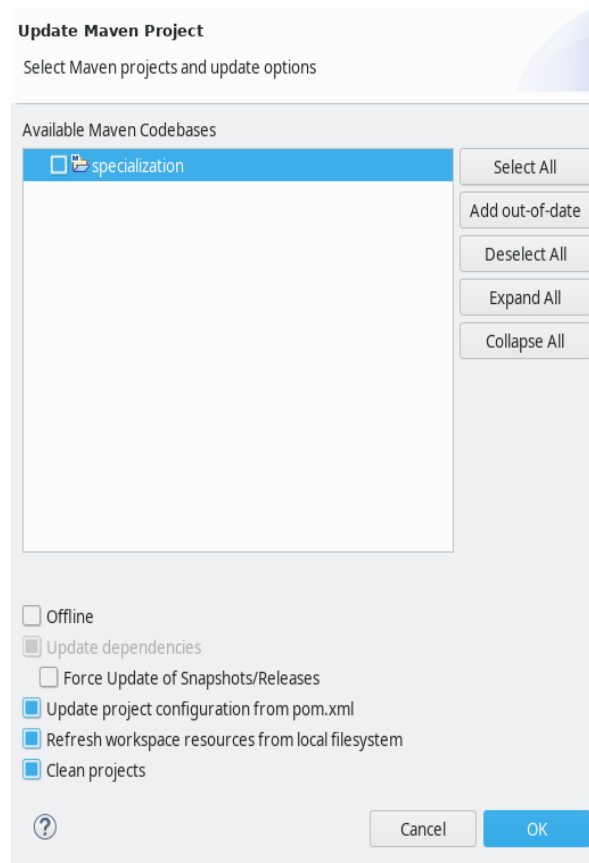 Update Maven Project
Select Maven projects and update options
Available Maven Codebases
specialization
Select All
Add out-of-date
Deselect All
Expand All
Collapse All
Offline
Update dependencies
Force Update of Snapshots/Releases
Update project configuration from pom.xml
Refresh workspace resources from local filesystem
Clean projects
?
Cancel
OK